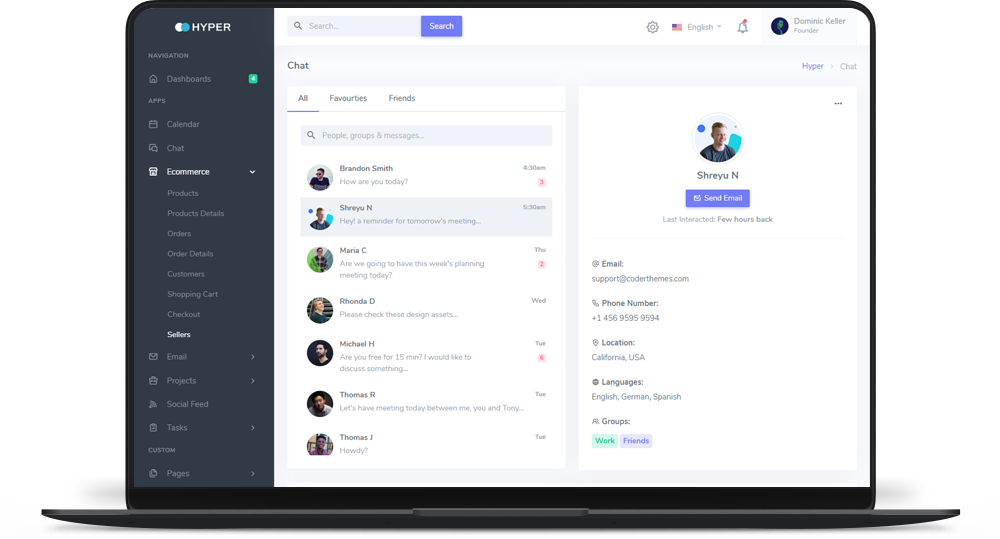 HYPER
Search...
Search
English
Dominic Keller
Founder
NAVIGATION
Dashboards
4
APPS
Calendar
Chat
Ecommerce
Products
Products Details
Orders
Order Details
Customers
Shopping Cart
Checkout
Sellers
Email
Projects
Social Feed
Tasks
CUSTOM
Pages
Chat
Hyper > Chat
All
Favourties
Friends
People, groups & messages...
Brandon Smith 4:30am
How are you today? 3
Shreyu N 5:30am
Hey! a reminder for tomorrow's meeting...
Maria C Thu
Are we going to have this week's planning 2
meeting today?
Rhonda D Wed
Please check these design assets...
Michael H Tue
Are you free for 15 min? I would like to 6
discuss something...
Thomas R Tue
Let's have meeting today between me, you and Tony...
Thomas J Tue
Howdy?
Shreyu N
Send Email
Last Interacted: Few hours back
@ Email:
support@coderthemes.com
Phone Number:
+1 456 9595 9594
Location:
California, USA
Languages:
English, German, Spanish
Groups:
Work Friends